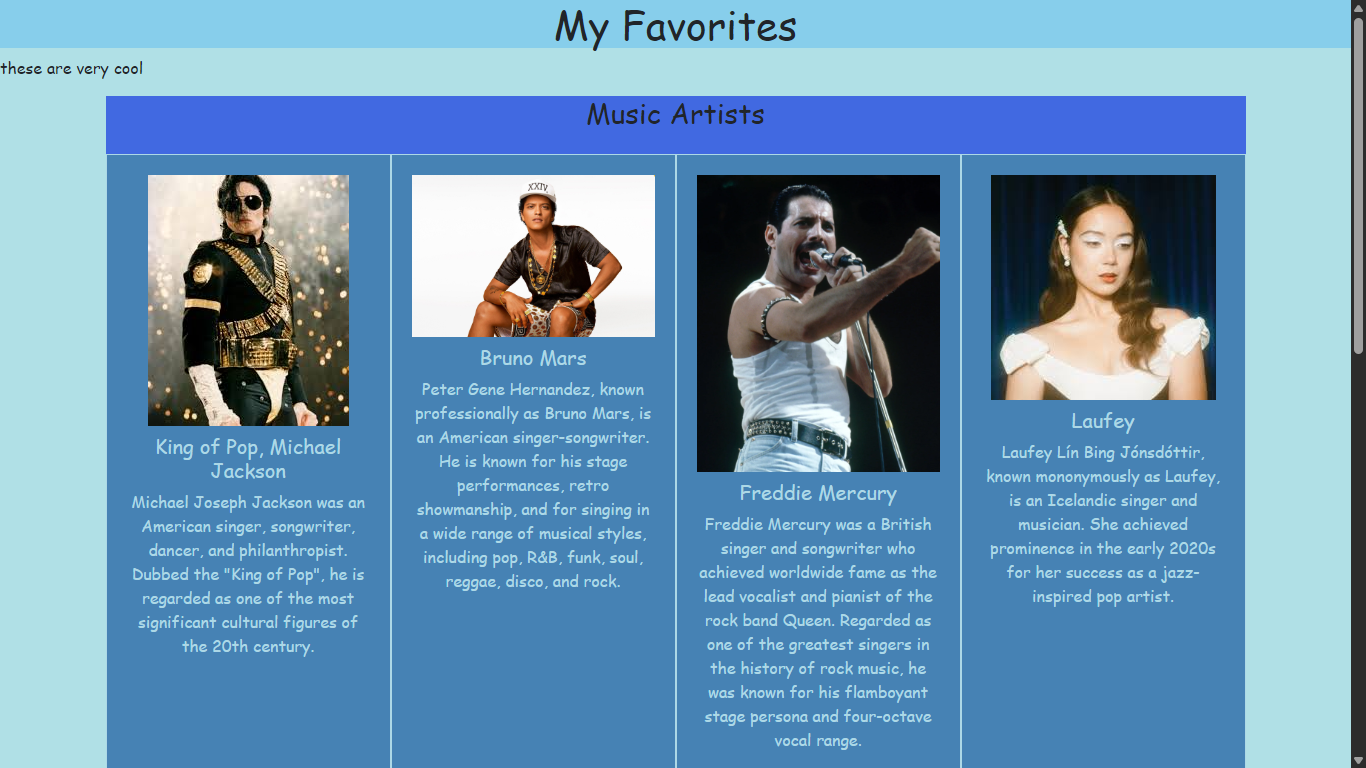 My Favorites
these are very cool
Music Artists
XXIV
King of Pop, Michael
Jackson
Michael Joseph Jackson was an
American singer, songwriter,
dancer, and philanthropist.
Dubbed the "King of Pop", he is
regarded as one of the most
significant cultural figures of
the 20th century.
Bruno Mars
Peter Gene Hernandez, known
professionally as Bruno Mars, is
an American singer-songwriter.
He is known for his stage
performances, retro
showmanship, and for singing in
a wide range of musical styles,
including pop, R&B, funk, soul,
reggae, disco, and rock.
Freddie Mercury
Freddie Mercury was a British
singer and songwriter who
achieved worldwide fame as the
lead vocalist and pianist of the
rock band Queen. Regarded as
one of the greatest singers in
the history of rock music, he
was known for his flamboyant
stage persona and four-octave
vocal range.
Laufey
Laufey Lín Bing Jónsdóttir,
known mononymously as Laufey,
is an Icelandic singer and
musician. She achieved
prominence in the early 2020s
for her success as a jazz-
inspired pop artist.